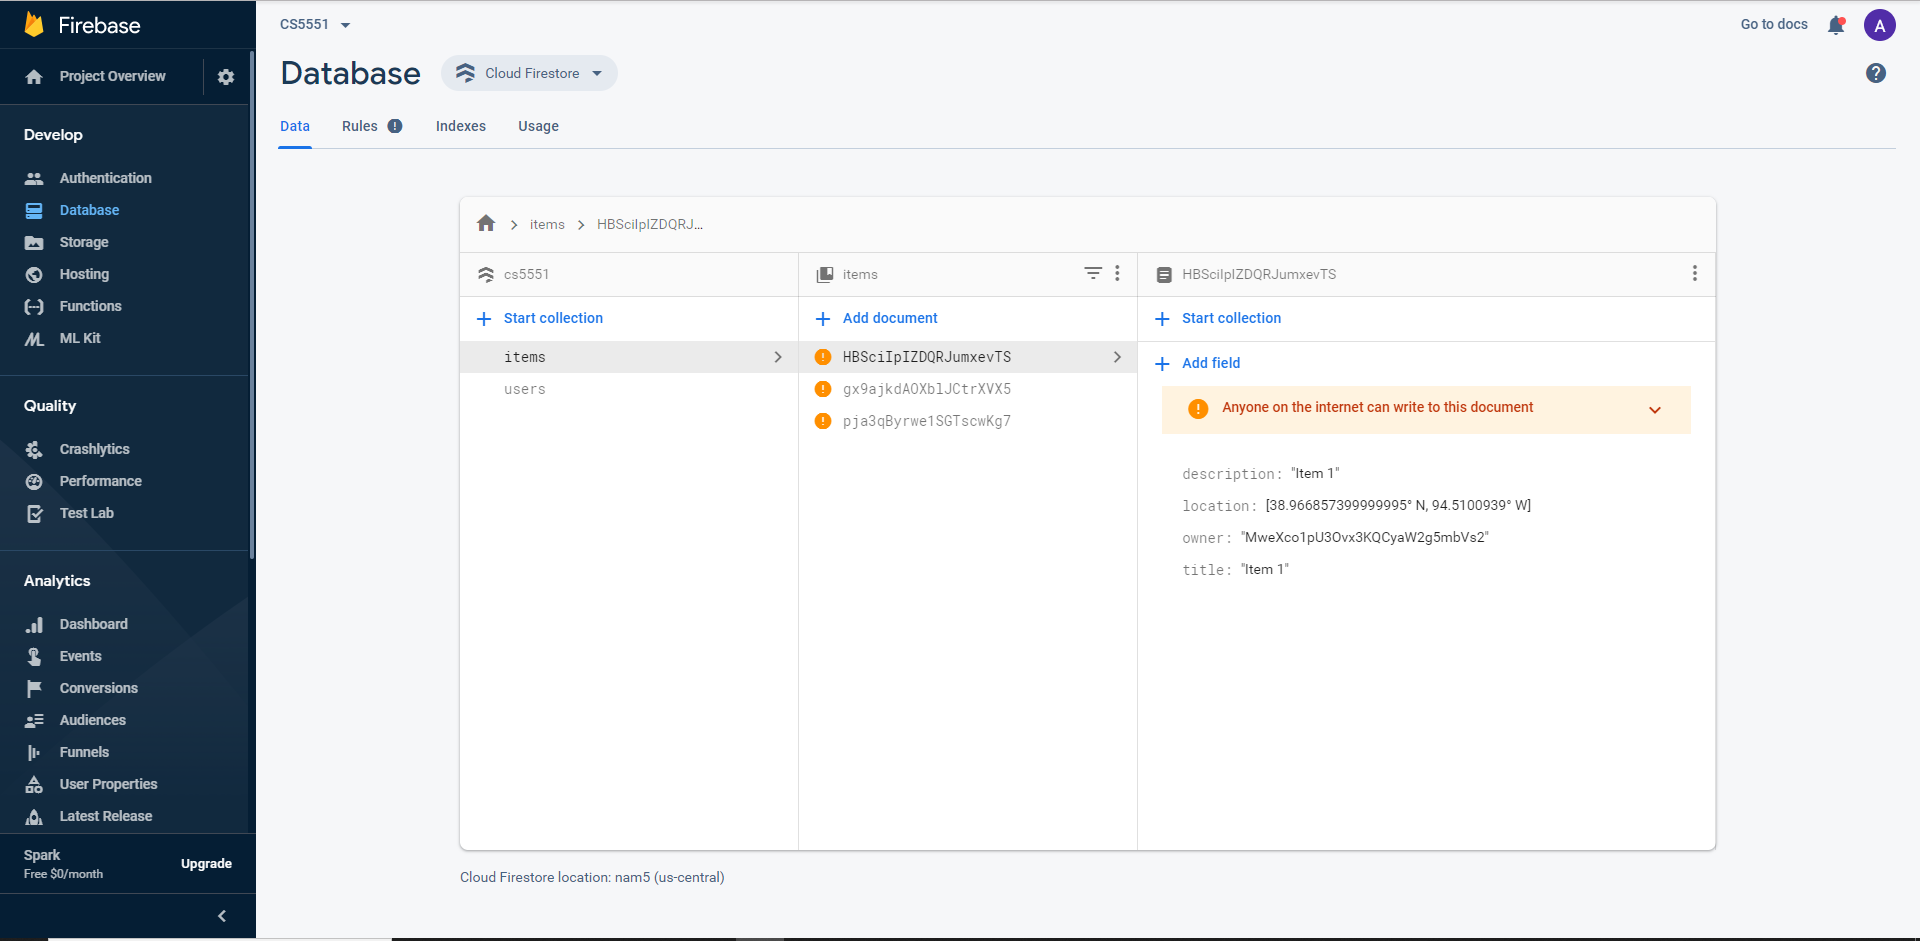 Firebase
Project Overview
Develop
Authentication
Database
Storage
Hosting
Functions
ML Kit
Quality
Crashlytics
Performance
Test Lab
Analytics
Dashboard
Events
Conversions
Audiences
Funnels
User Properties
Latest Release
Spark
Free $0/month
Upgrade
CS5551
Go to docs
A
Database
Cloud Firestore
Data
Rules
Indexes
Usage
items
HBSciIpIZDQRJ...
cs5551
items
HBSciIpIZDQRJumxevTS
Start collection
Add document
Start collection
items
users
HBSciIpIZDQRJumxevTS
gx9ajkdAOXblJCtrXVX5
pja3qByrwe1SGTscwKg7
Add field
Anyone on the internet can write to this document
description: "Item 1"
location: [38.966857399999995° N, 94.5100939° W]
owner: "MweXco1pU3Ovx3KQCyaW2g5mbVs2"
title: "Item 1"
Cloud Firestore location: nam5 (us-central)